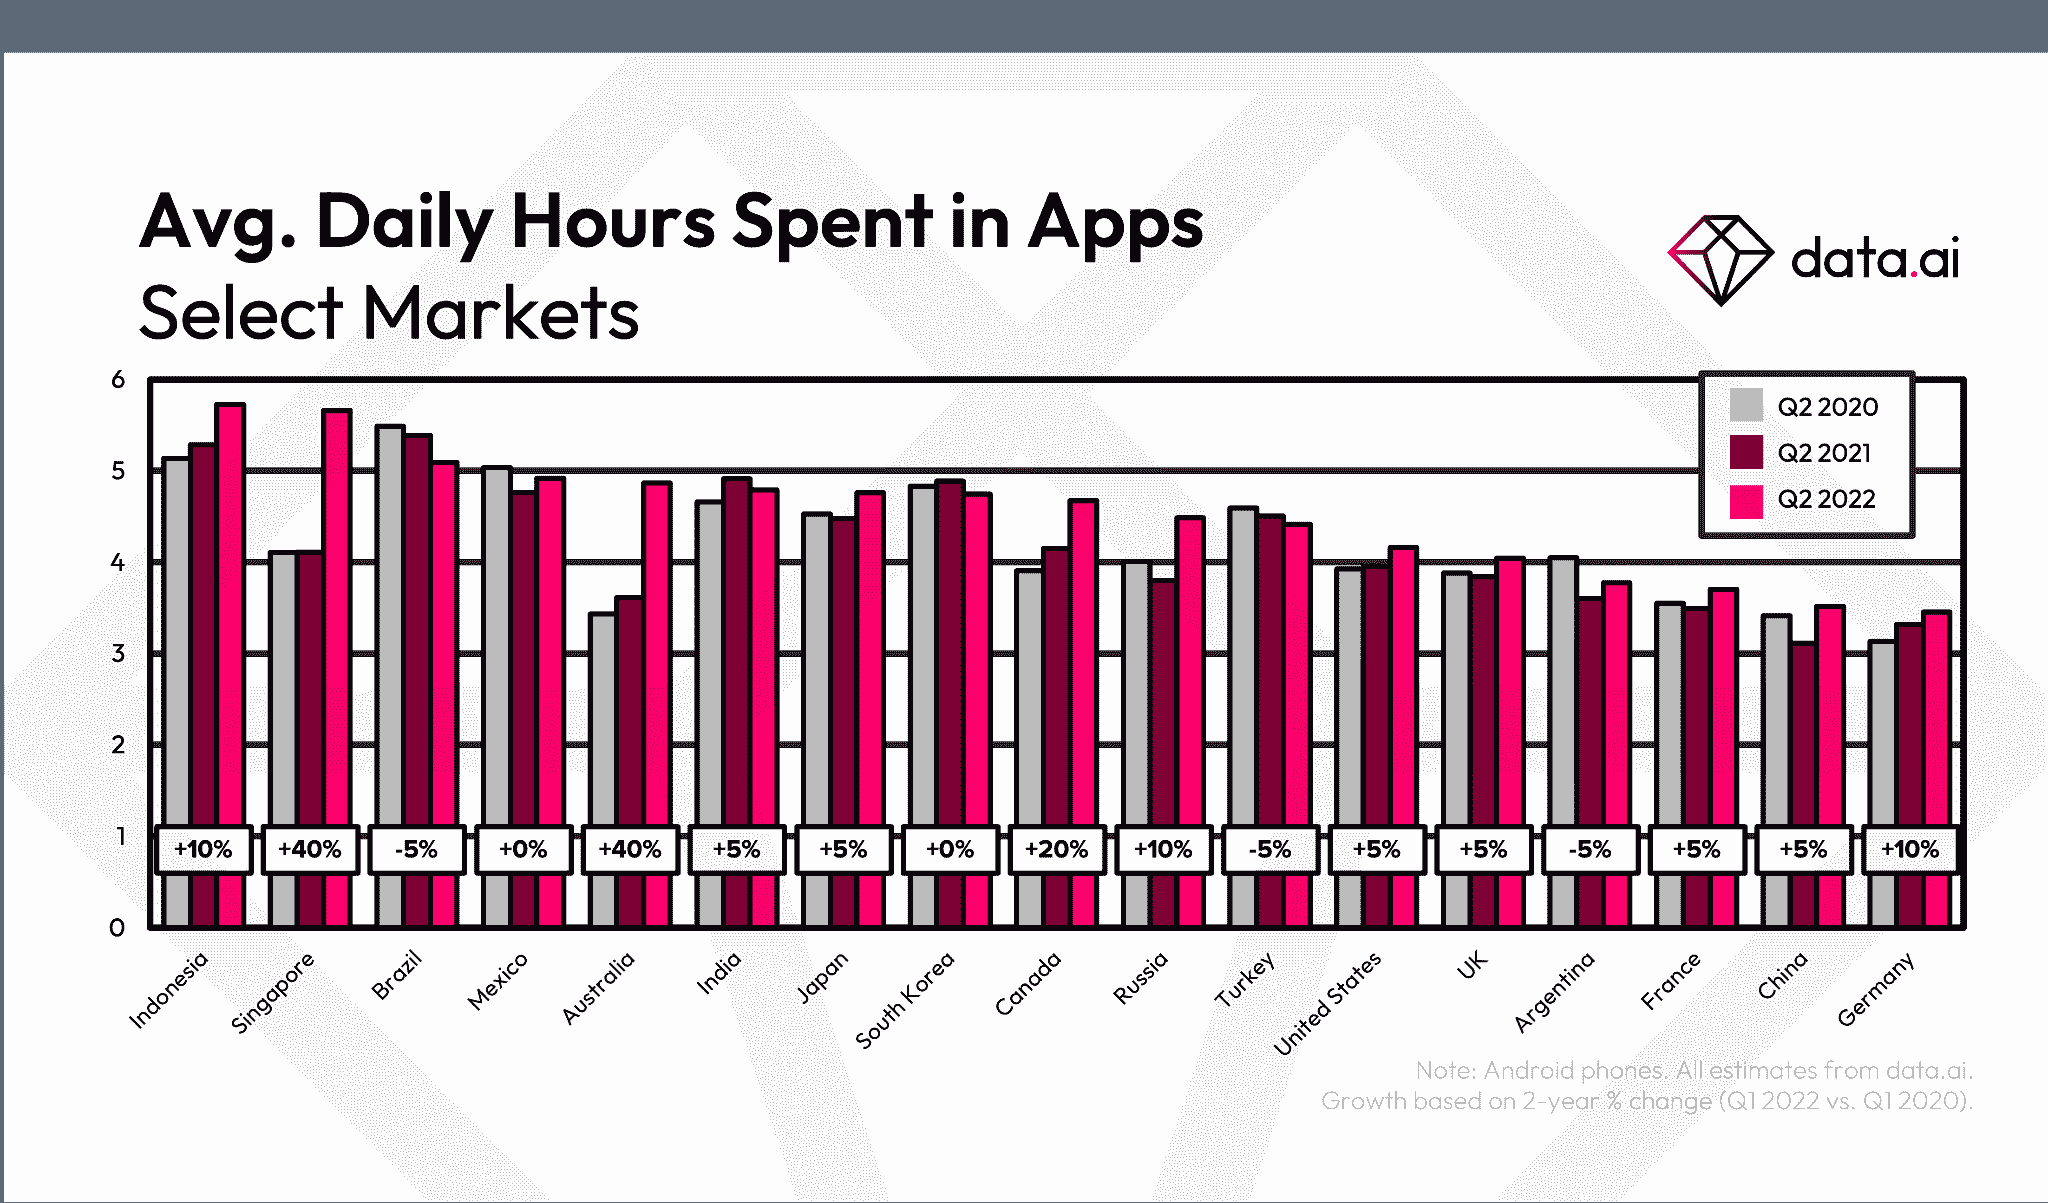 Avg. Daily Hours Spent in Apps
Select Markets
data.ai
Q2 2020
Q2 2021
Q2 2022
6
5
4
3
2
1
0
+10% +40% -5% +0% +40% +5% +5% +0% +20% +10% -5% +5% +5% -5% +5% +5% +10%
Indonesia Singapore Brazil Mexico Australia India Japan South Korea Canada Russia Turkey United States UK Argentina France China Germany
Note: Android phones. All estimates from data.ai.
Growth based on 2-year % change (Q1 2022 vs. Q1 2020).